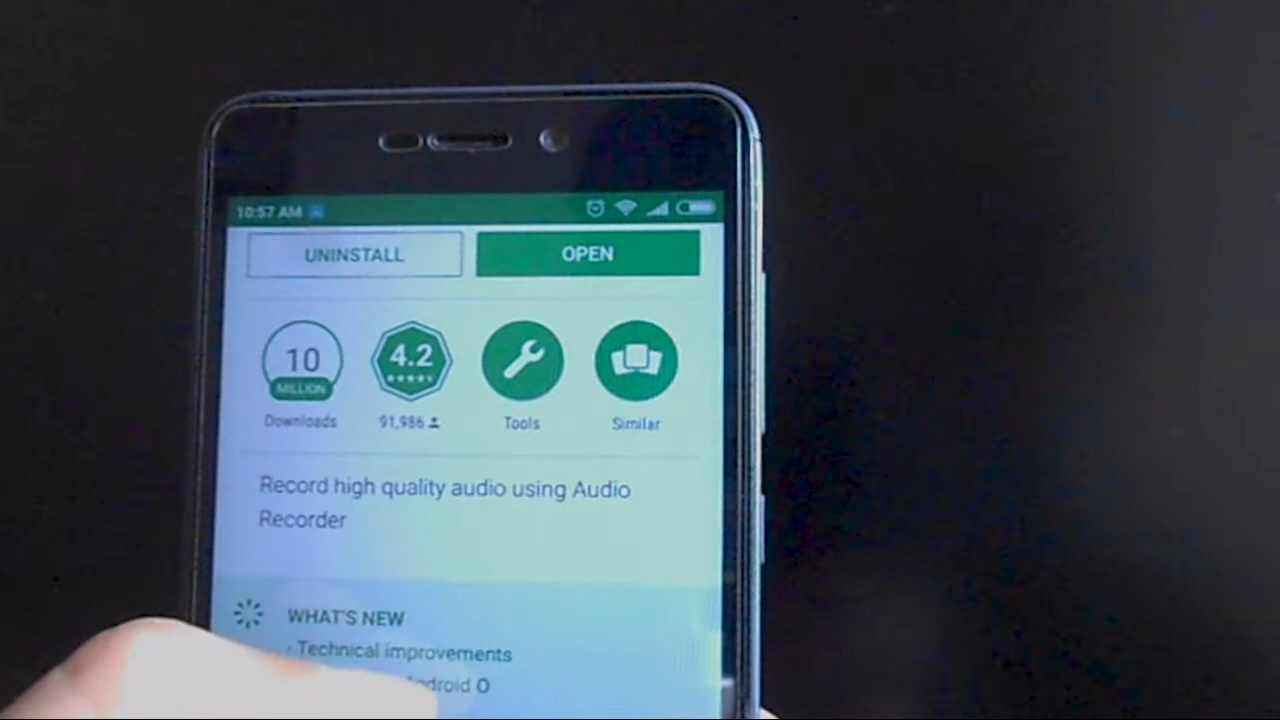 10:57 AM
UNINSTALL
OPEN
10
MILLION
Downloads
4.2
91,986
Tools
Similar
Record high quality audio using Audio
Recorder
WHAT'S NEW
- Technical improvements
O